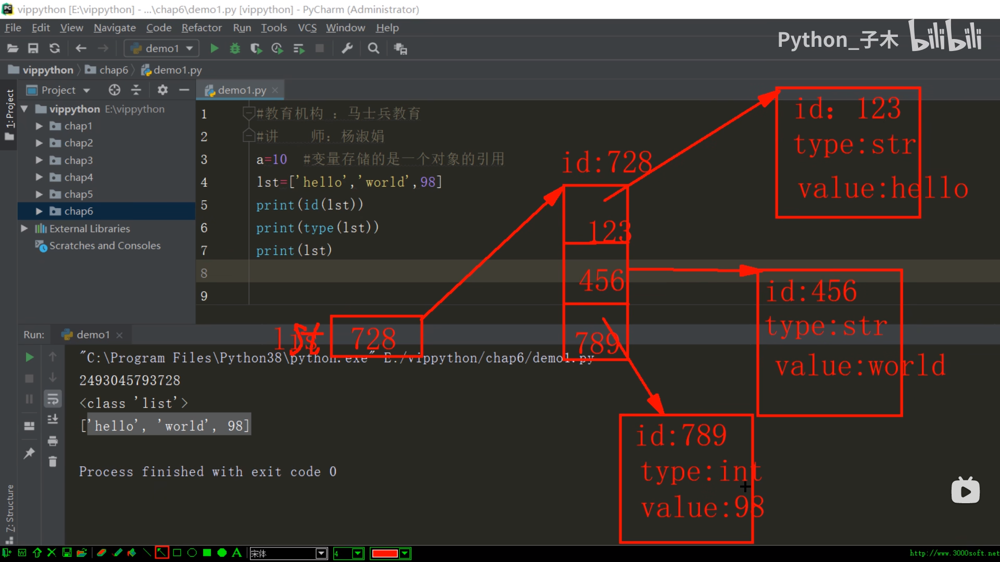 vippython [E:\vippython] - ...\chap6\demo1.py [vippython] - PyCharm (Administrator)
File Edit View Navigate Code Refactor Run Tools VCS Window Help
Python_子木 bilibili
demo1
vippython chap6 demo1.py
1: Project
Project
demo1.py
vippython E:\vippython
chap1
chap2
chap3
chap4
chap5
chap6
External Libraries
Scratches and Consoles
1 #教育机构 ：马士兵教育
2 #讲    师：杨淑娟
3 a=10  #变量存储的是一个对象的引用
4 lst=['hello','world',98]
5 print(id(lst))
6 print(type(lst))
7 print(lst)
8
9
id:728
123
456
789
id: 123
type:str
value:hello
id:456
type:str
value:world
id:789
type:int
value:98
728
Run: demo1
"C:\Program Files\Python38\python.exe" E:/vippython/chap6/demo1.py
2493045793728
<class 'list'>
['hello', 'world', 98]
Process finished with exit code 0
7: Structure
宋体 4
http://www.3000soft.net